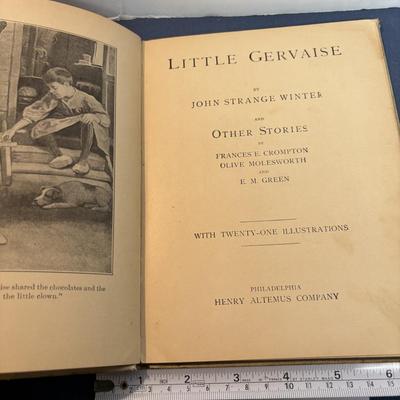 LITTLE GERVAISE
BY
JOHN STRANGE WINTER
AND
OTHER STORIES
BY
FRANCES E. CROMPTON
OLIVE MOLESWORTH
AND
E. M. GREEN
WITH TWENTY-ONE ILLUSTRATIONS
PHILADELPHIA
HENRY ALTEMUS COMPANY
shared the chocolates and the
the little clown."
1 2 3 4 5 6